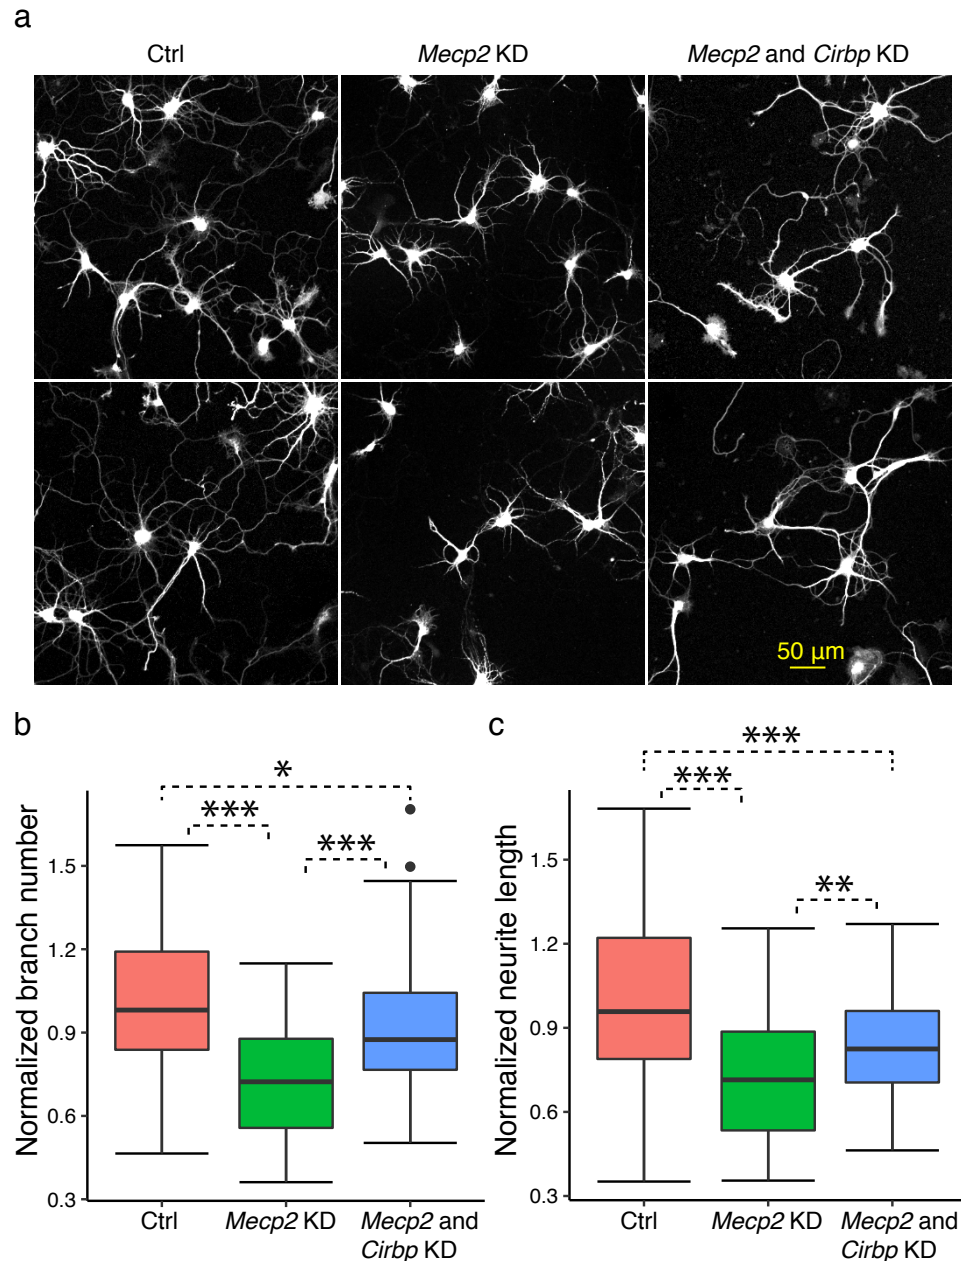 a
Ctrl
Mecp2 KD
Mecp2 and Cirbp KD
50 µm
b
Normalized branch number
1.5
1.2
0.9
0.6
0.3
*
***
***
Ctrl
Mecp2 KD
Mecp2 and
Cirbp KD
c
Normalized neurite length
1.5
1.2
0.9
0.6
0.3
***
***
**
Ctrl
Mecp2 KD
Mecp2 and
Cirbp KD